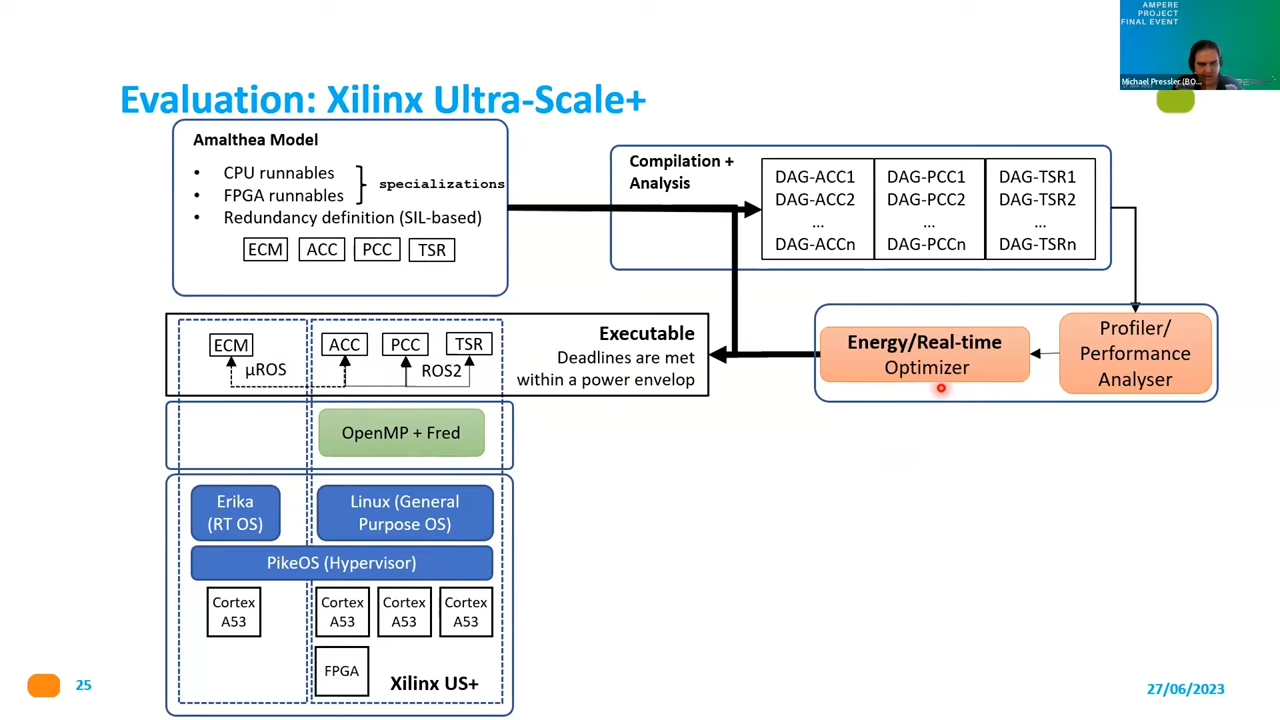 AMPERE
PROJECT
FINAL EVENT
Michael Pressler (BO...
Evaluation: Xilinx Ultra-Scale+
Amalthea Model
• CPU runnables
• FPGA runnables
specializations
• Redundancy definition (SIL-based)
ECM ACC PCC TSR
Compilation +
Analysis
DAG-ACC1 DAG-PCC1 DAG-TSR1
DAG-ACC2 DAG-PCC2 DAG-TSR2
... ... ...
DAG-ACCn DAG-PCCn DAG-TSRn
Profiler/
Performance
Analyser
Energy/Real-time
Optimizer
Executable
Deadlines are met
within a power envelop
ECM ACC PCC TSR
μROS ROS2
OpenMP + Fred
Erika
(RT OS)
Linux (General
Purpose OS)
PikeOS (Hypervisor)
Cortex
A53
Cortex
A53
Cortex
A53
Cortex
A53
FPGA
Xilinx US+
25
27/06/2023